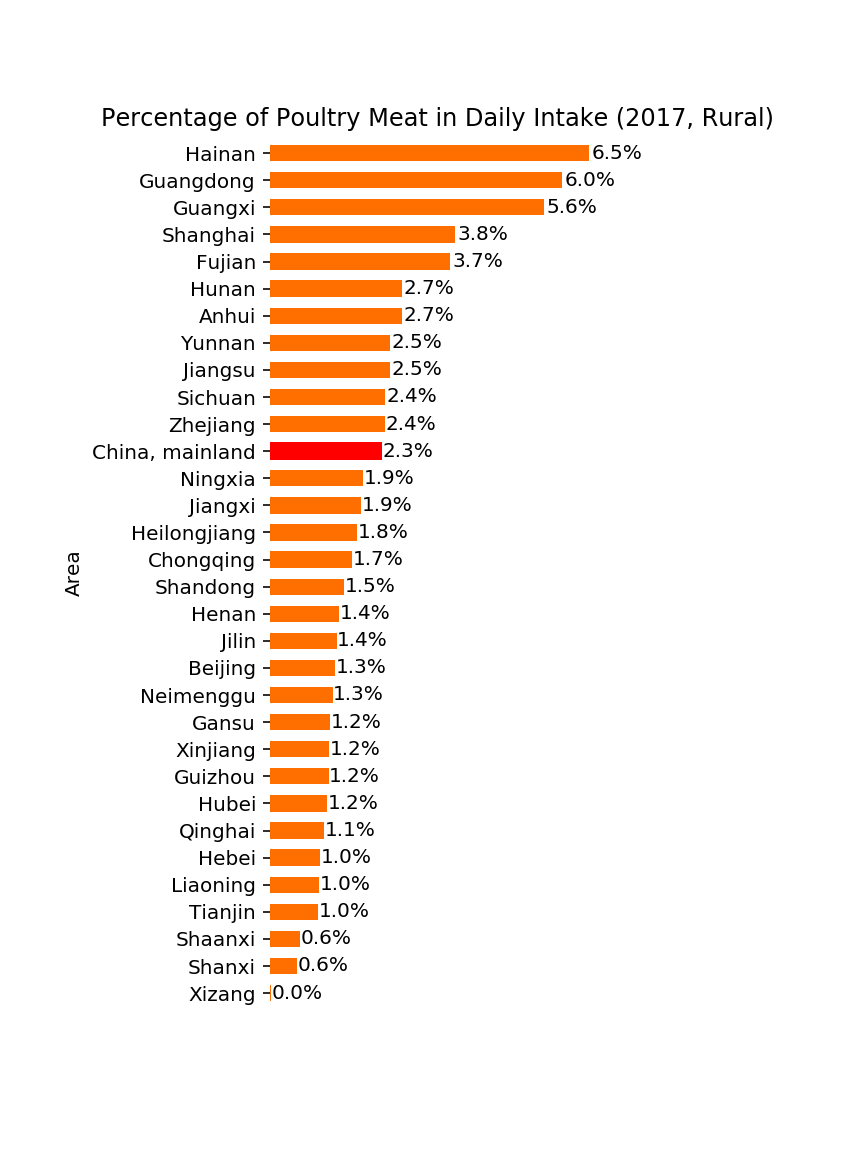 Percentage of Poultry Meat in Daily Intake (2017, Rural)
Hainan 6.5%
Guangdong 6.0%
Guangxi 5.6%
Shanghai 3.8%
Fujian 3.7%
Hunan 2.7%
Anhui 2.7%
Yunnan 2.5%
Jiangsu 2.5%
Sichuan 2.4%
Zhejiang 2.4%
China, mainland 2.3%
Ningxia 1.9%
Jiangxi 1.9%
Heilongjiang 1.8%
Chongqing 1.7%
Shandong 1.5%
Henan 1.4%
Jilin 1.4%
Beijing 1.3%
Neimenggu 1.3%
Gansu 1.2%
Xinjiang 1.2%
Guizhou 1.2%
Hubei 1.2%
Qinghai 1.1%
Hebei 1.0%
Liaoning 1.0%
Tianjin 1.0%
Shaanxi 0.6%
Shanxi 0.6%
Xizang 0.0%
Area